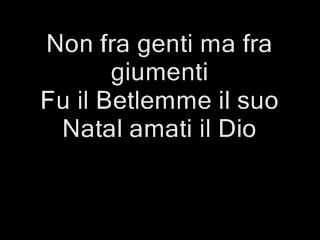 Non fra genti ma fra
giumenti
Fu il Betlemme il suo
Natal amati il Dio